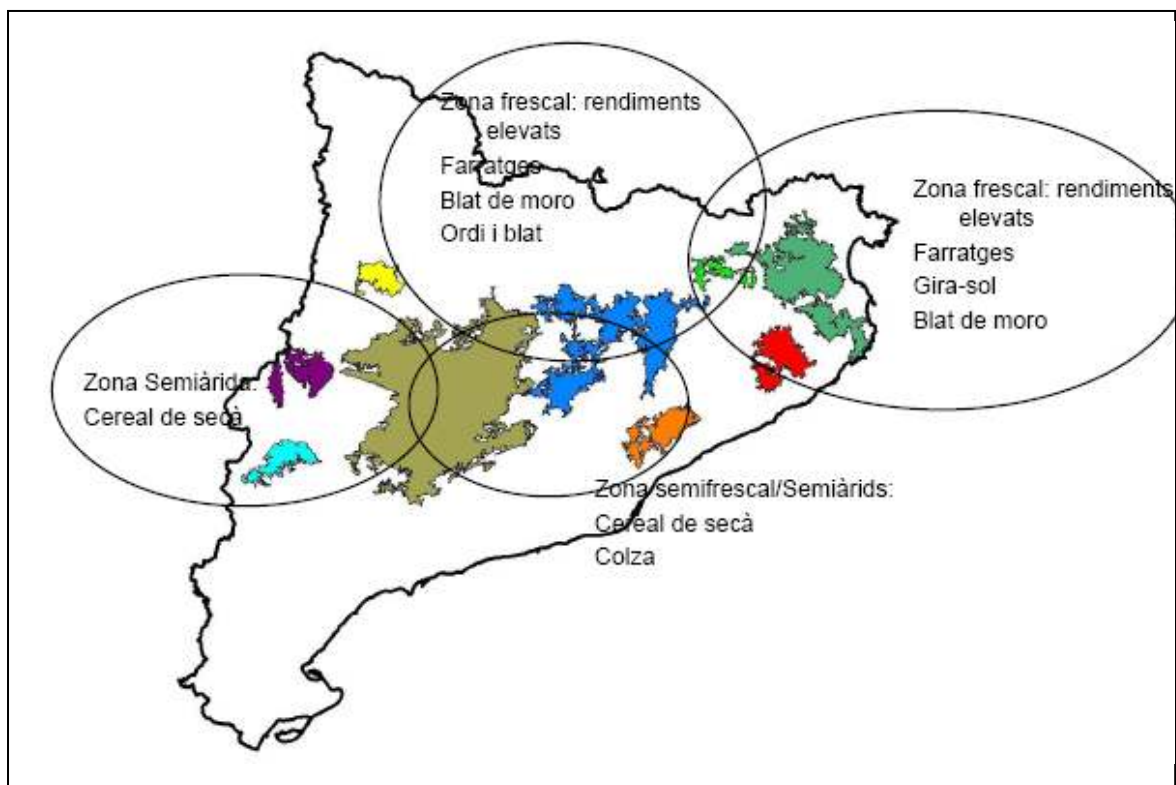 Zona frescal: rendiments
elevats
Farratges
Blat de moro
Ordi i blat
Zona frescal: rendiments
elevats
Farratges
Gira-sol
Blat de moro
Zona Semiàrida:
Cereal de secà
Zona semifrescal/Semiàrids:
Cereal de secà
Colza